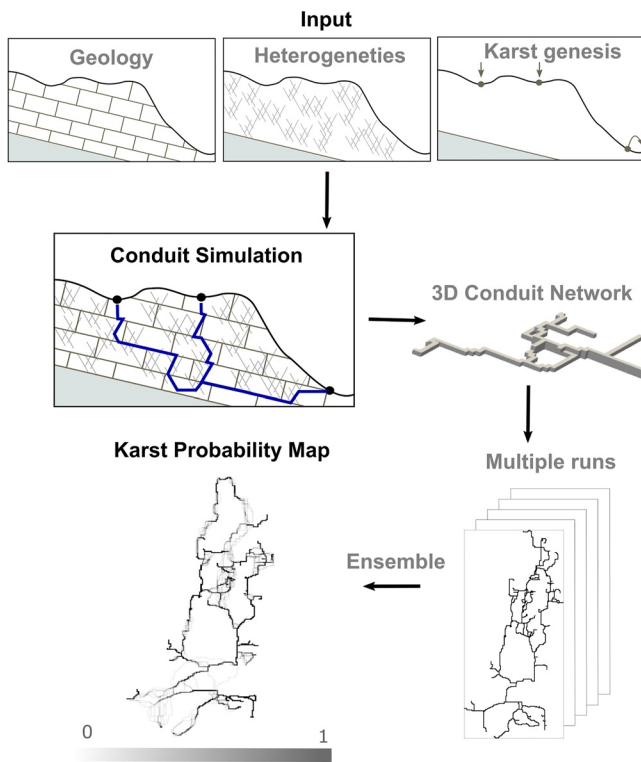 Input
Geology
Heterogeneties
Karst genesis
Conduit Simulation
3D Conduit Network
Karst Probability Map
Multiple runs
Ensemble
0
1